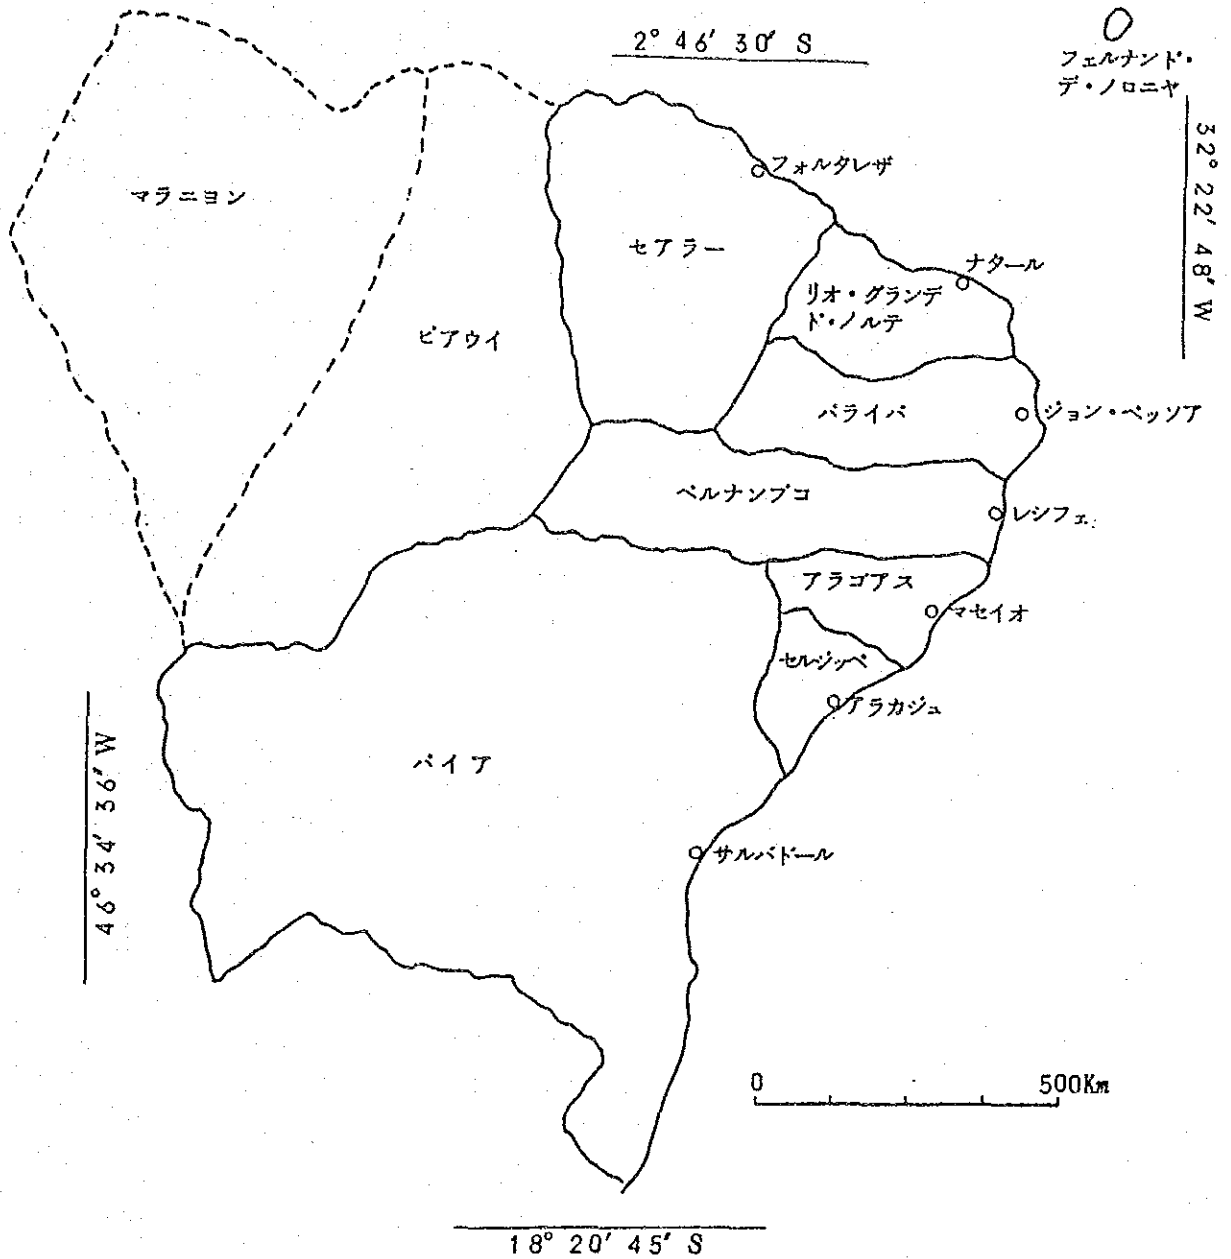 2° 46′ 30″ S
フェルナンド・
デ・ノロニヤ
32° 22′ 48″ W
マラニヨン
フォルタレザ
セアラー
ナタール
リオ・グランデ
ド・ノルテ
ピアウイ
パライバ
ジョン・ペッソア
ペルナンブコ
レシフェ
アラゴアス
マセイオ
セルジッペ
アラカジュ
46° 34′ 36″ W
バイア
サルバドール
0
500Km
18° 20′ 45″ S